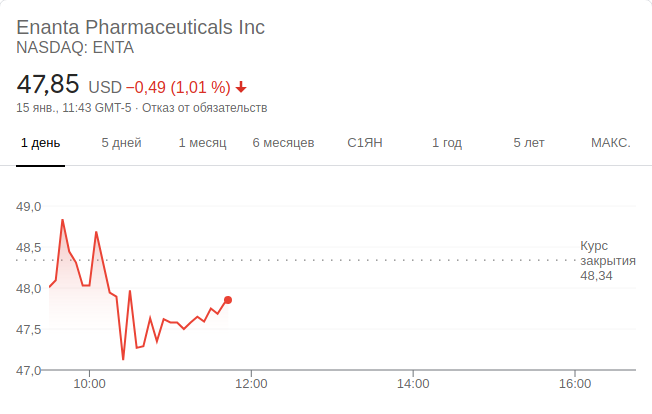 Enanta Pharmaceuticals Inc
NASDAQ: ENTA
47,85 USD −0,49 (1,01 %)
15 янв., 11:43 GMT-5 · Отказ от обязательств
1 день 5 дней 1 месяц 6 месяцев С1ЯН 1 год 5 лет МАКС.
49,0
48,5
Курс
закрытия
48,34
48,0
47,5
47,0
10:00 12:00 14:00 16:00